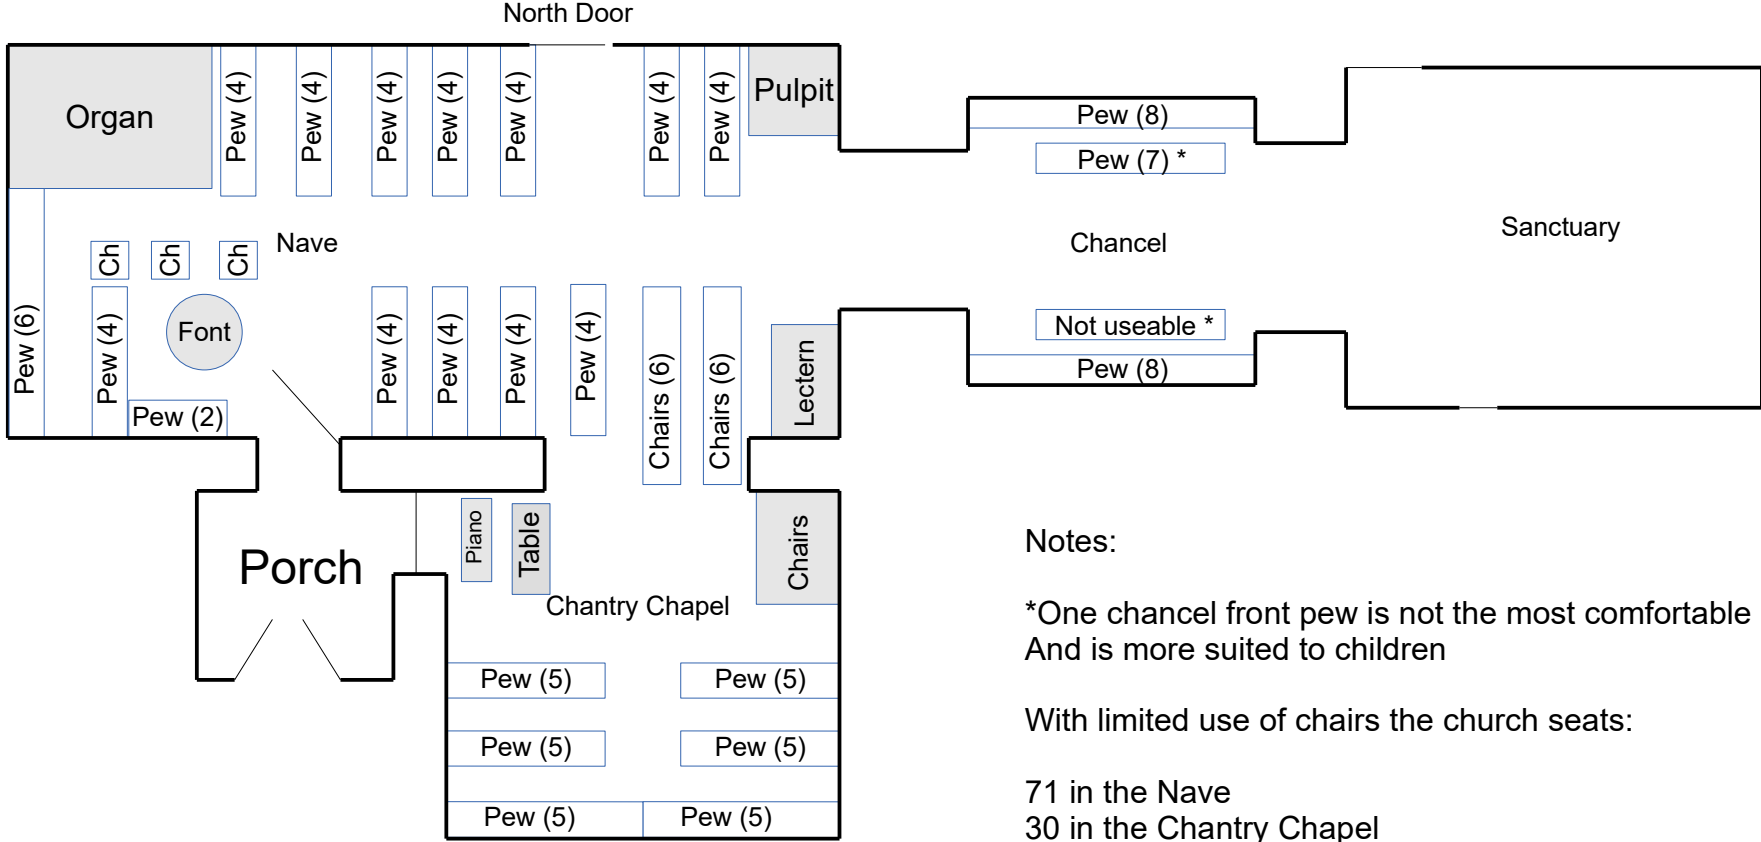 North Door
Organ
Pew (4)
Pew (4)
Pew (4)
Pew (4)
Pew (4)
Pew (4)
Pew (4)
Pulpit
Pew (8)
Pew (7) *
Ch
Ch
Ch
Nave
Chancel
Sanctuary
Pew (6)
Pew (4)
Font
Pew (2)
Pew (4)
Pew (4)
Pew (4)
Pew (4)
Chairs (6)
Chairs (6)
Lectern
Not useable *
Pew (8)
Porch
Piano
Table
Chairs
Chantry Chapel
Pew (5)
Pew (5)
Pew (5)
Pew (5)
Pew (5)
Pew (5)
Notes:
*One chancel front pew is not the most comfortable
And is more suited to children
With limited use of chairs the church seats:
71 in the Nave
30 in the Chantry Chapel